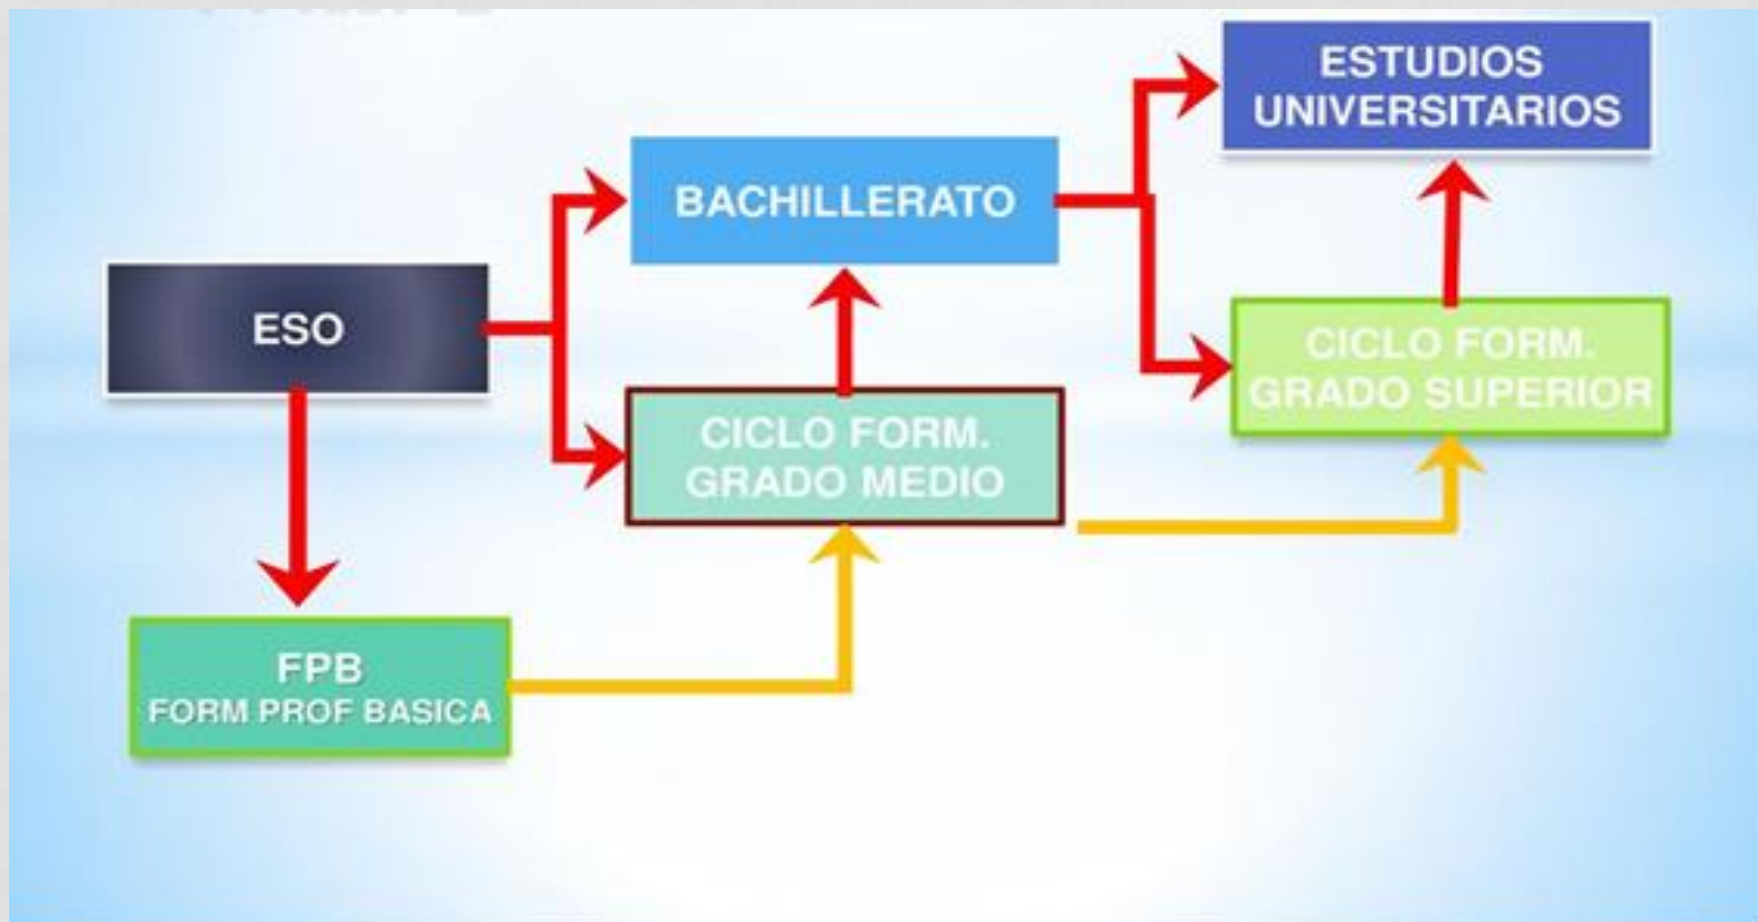 ESTUDIOS
UNIVERSITARIOS
BACHILLERATO
ESO
CICLO FORM.
GRADO SUPERIOR
CICLO FORM.
GRADO MEDIO
FPB
FORM PROF BASICA